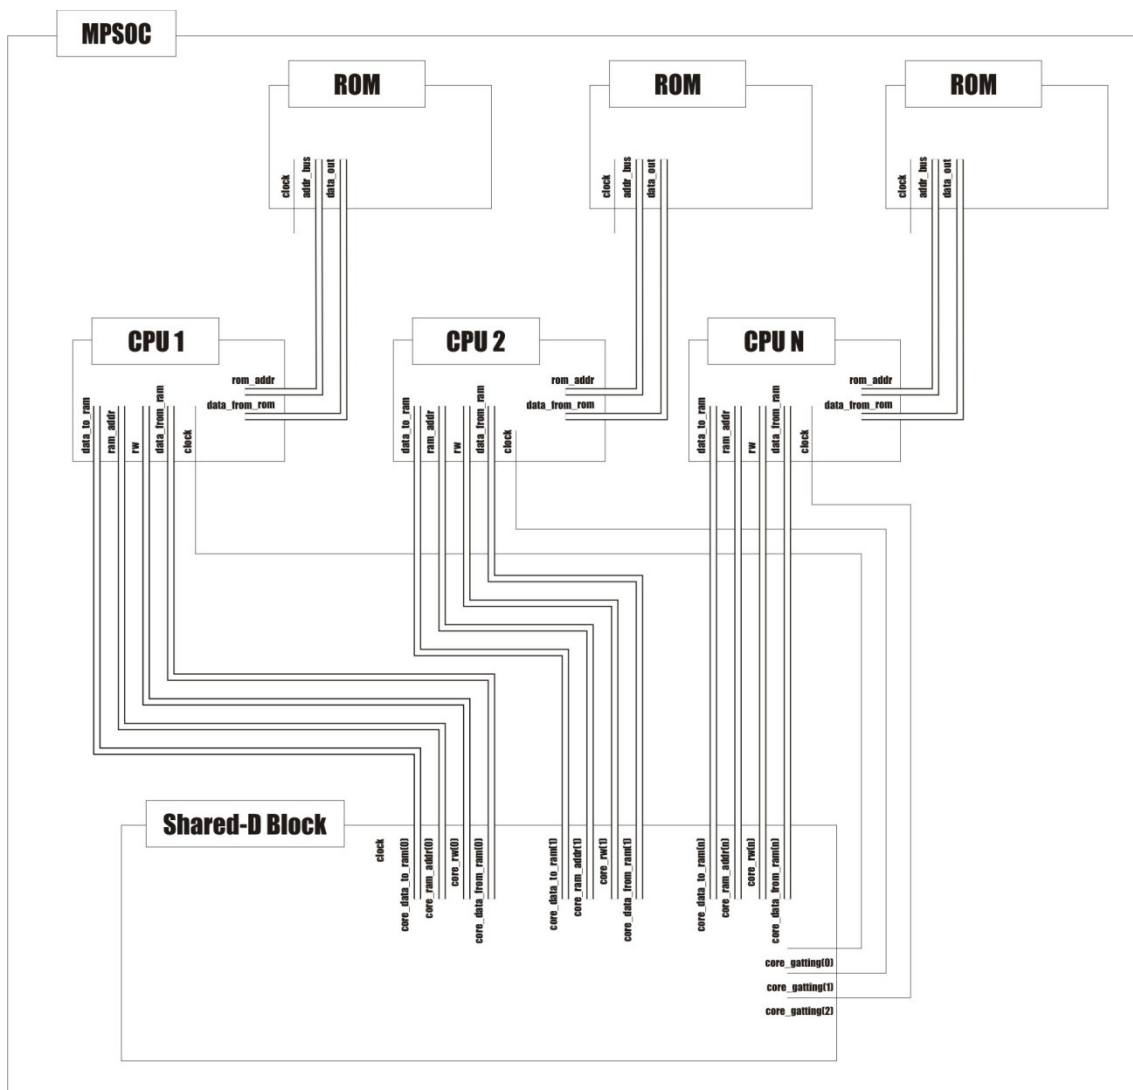 MPSOC
ROM
ROM
ROM
clock
addr_bus
data_out
clock
addr_bus
data_out
clock
addr_bus
data_out
CPU 1
CPU 2
CPU N
rom_addr
data_from_rom
data_to_ram
ram_addr
rw
data_from_ram
clock
rom_addr
data_from_rom
data_to_ram
ram_addr
rw
data_from_ram
clock
rom_addr
data_from_rom
data_to_ram
ram_addr
rw
data_from_ram
clock
Shared-D Block
clock
core_data_to_ram(0)
core_ram_addr(0)
core_rw(0)
core_data_from_ram(0)
core_data_to_ram(1)
core_ram_addr(1)
core_rw(1)
core_data_from_ram(1)
core_data_to_ram(n)
core_ram_addr(n)
core_rw(n)
core_data_from_ram(n)
core_gatting(0)
core_gatting(1)
core_gatting(2)